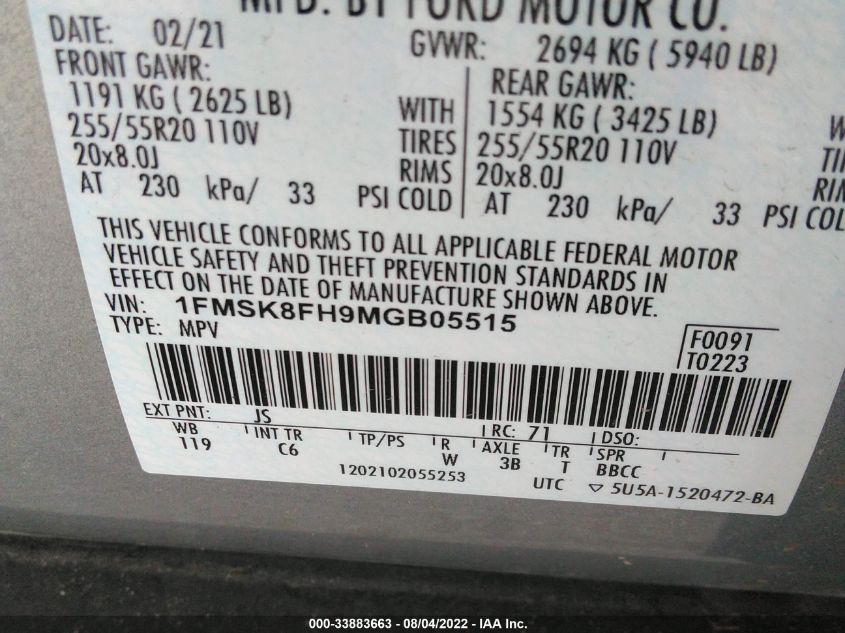 MFD. BY FORD MOTOR CO.
DATE: 02/21 GVWR: 2694 KG ( 5940 LB)
FRONT GAWR: REAR GAWR:
1191 KG ( 2625 LB) WITH 1554 KG ( 3425 LB)
255/55R20 110V TIRES 255/55R20 110V
20x8.0J RIMS 20x8.0J
AT 230 kPa/ 33 PSI COLD AT 230 kPa/ 33 PSI COL
THIS VEHICLE CONFORMS TO ALL APPLICABLE FEDERAL MOTOR
VEHICLE SAFETY AND THEFT PREVENTION STANDARDS IN
EFFECT ON THE DATE OF MANUFACTURE SHOWN ABOVE.
VIN: 1FMSK8FH9MGB05515
TYPE: MPV F0091
T0223
EXT PNT: JS RC: 71 DSO:
WB INT TR TP/PS R AXLE TR SPR
119 C6 W 3B T BBCC
1202102055253 UTC ▽ 5U5A-1520472-BA
000-33883663 - 08/04/2022 - IAA Inc.